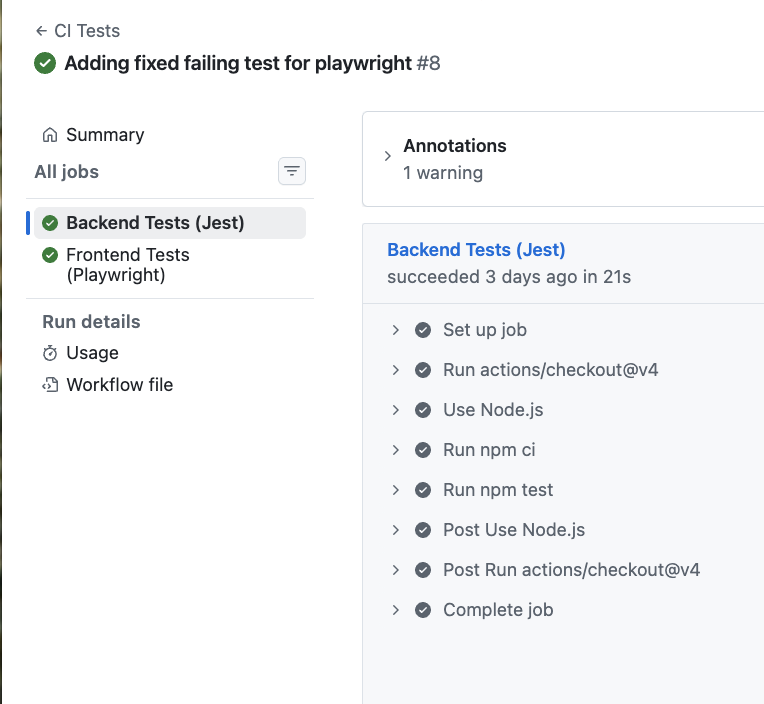 ← CI Tests
Adding fixed failing test for playwright #8
Summary
All jobs
Backend Tests (Jest)
Frontend Tests
(Playwright)
Run details
Usage
Workflow file
Annotations
1 warning
Backend Tests (Jest)
succeeded 3 days ago in 21s
Set up job
Run actions/checkout@v4
Use Node.js
Run npm ci
Run npm test
Post Use Node.js
Post Run actions/checkout@v4
Complete job